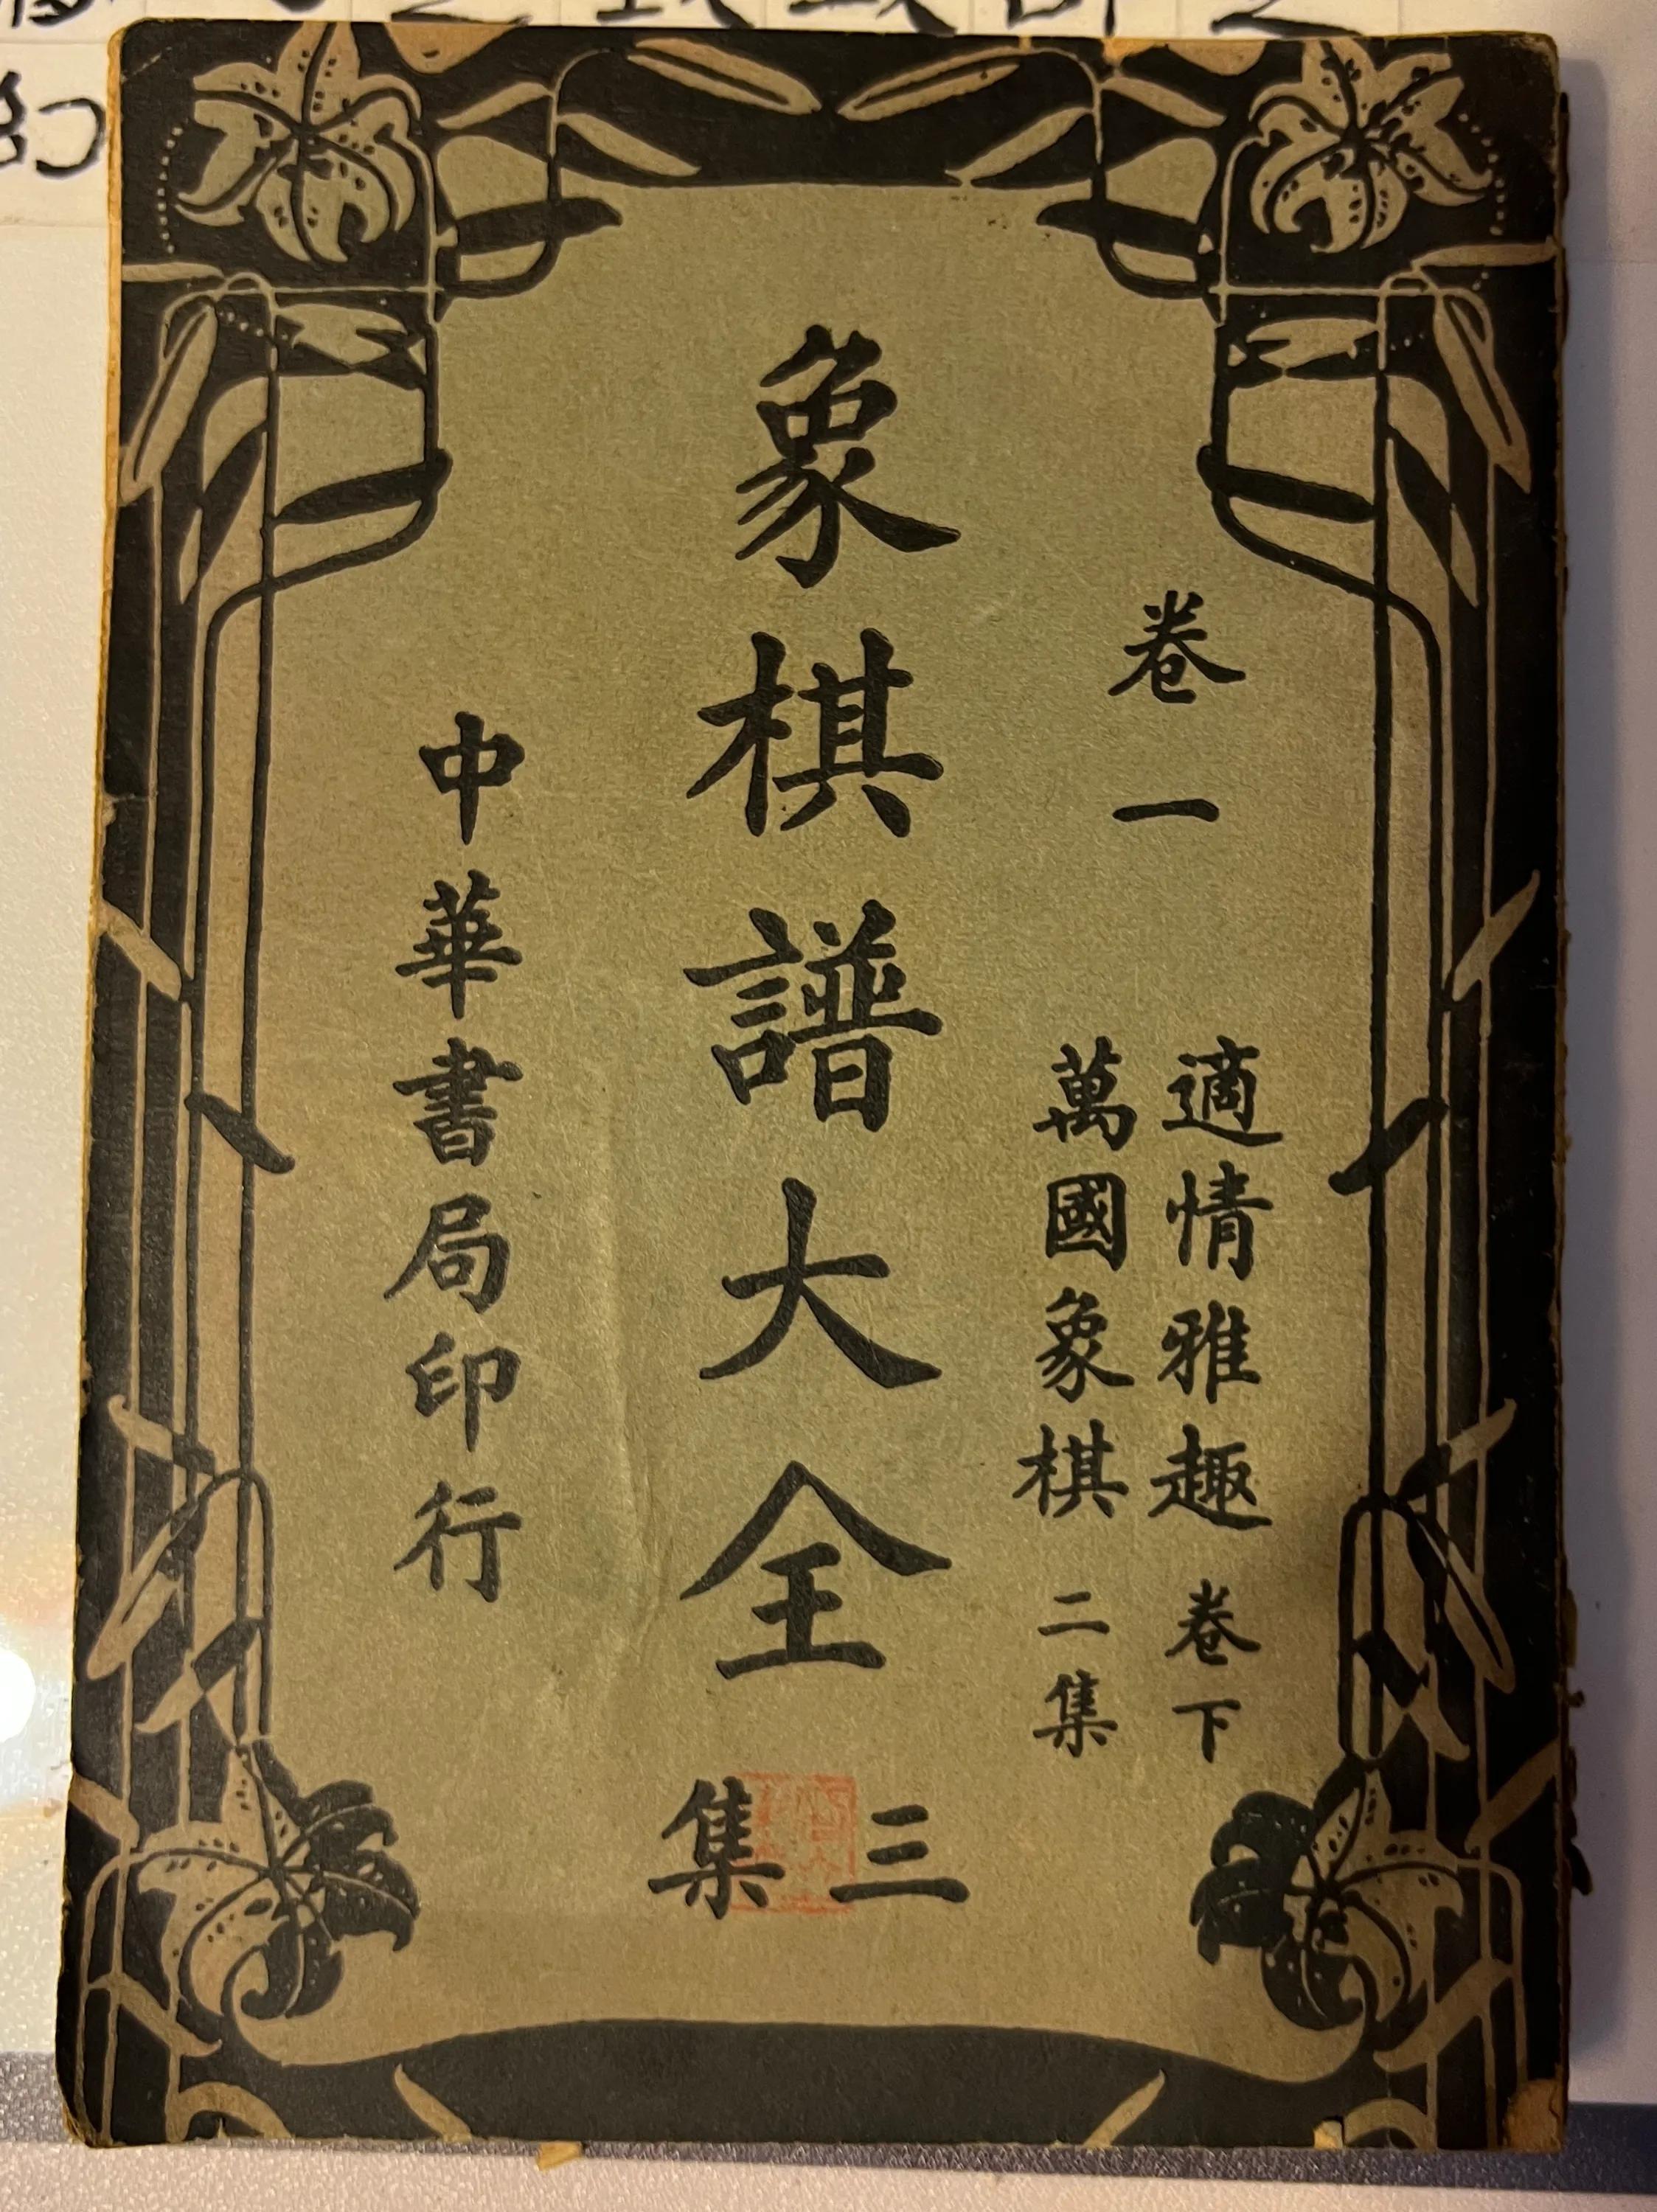 卷一
適情雅趣 卷下
萬國象棋 二集
象棋譜大全
三集
中華書局印行